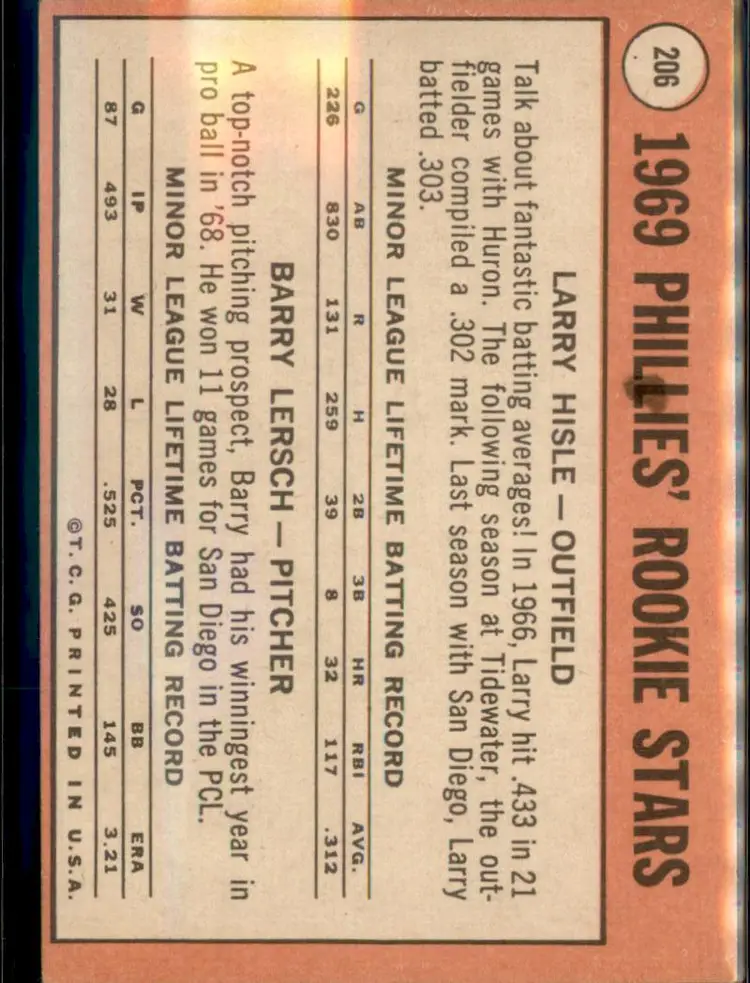 206
1969 PHILLIES' ROOKIE STARS
LARRY HISLE — OUTFIELD
Talk about fantastic batting averages! In 1966, Larry hit .433 in 21
games with Huron. The following season at Tidewater, the out-
fielder compiled a .302 mark. Last season with San Diego, Larry
batted .303.
MINOR LEAGUE LIFETIME BATTING RECORD
G AB R H 2B 3B HR RBI AVG.
226 830 131 259 39 8 32 117 .312
BARRY LERSCH — PITCHER
A top-notch pitching prospect, Barry had his winningest year in
pro ball in '68. He won 11 games for San Diego in the PCL.
MINOR LEAGUE LIFETIME BATTING RECORD
G IP W L PCT. SO BB ERA
87 493 31 28 .525 425 145 3.21
©T.C.G. PRINTED IN U.S.A.